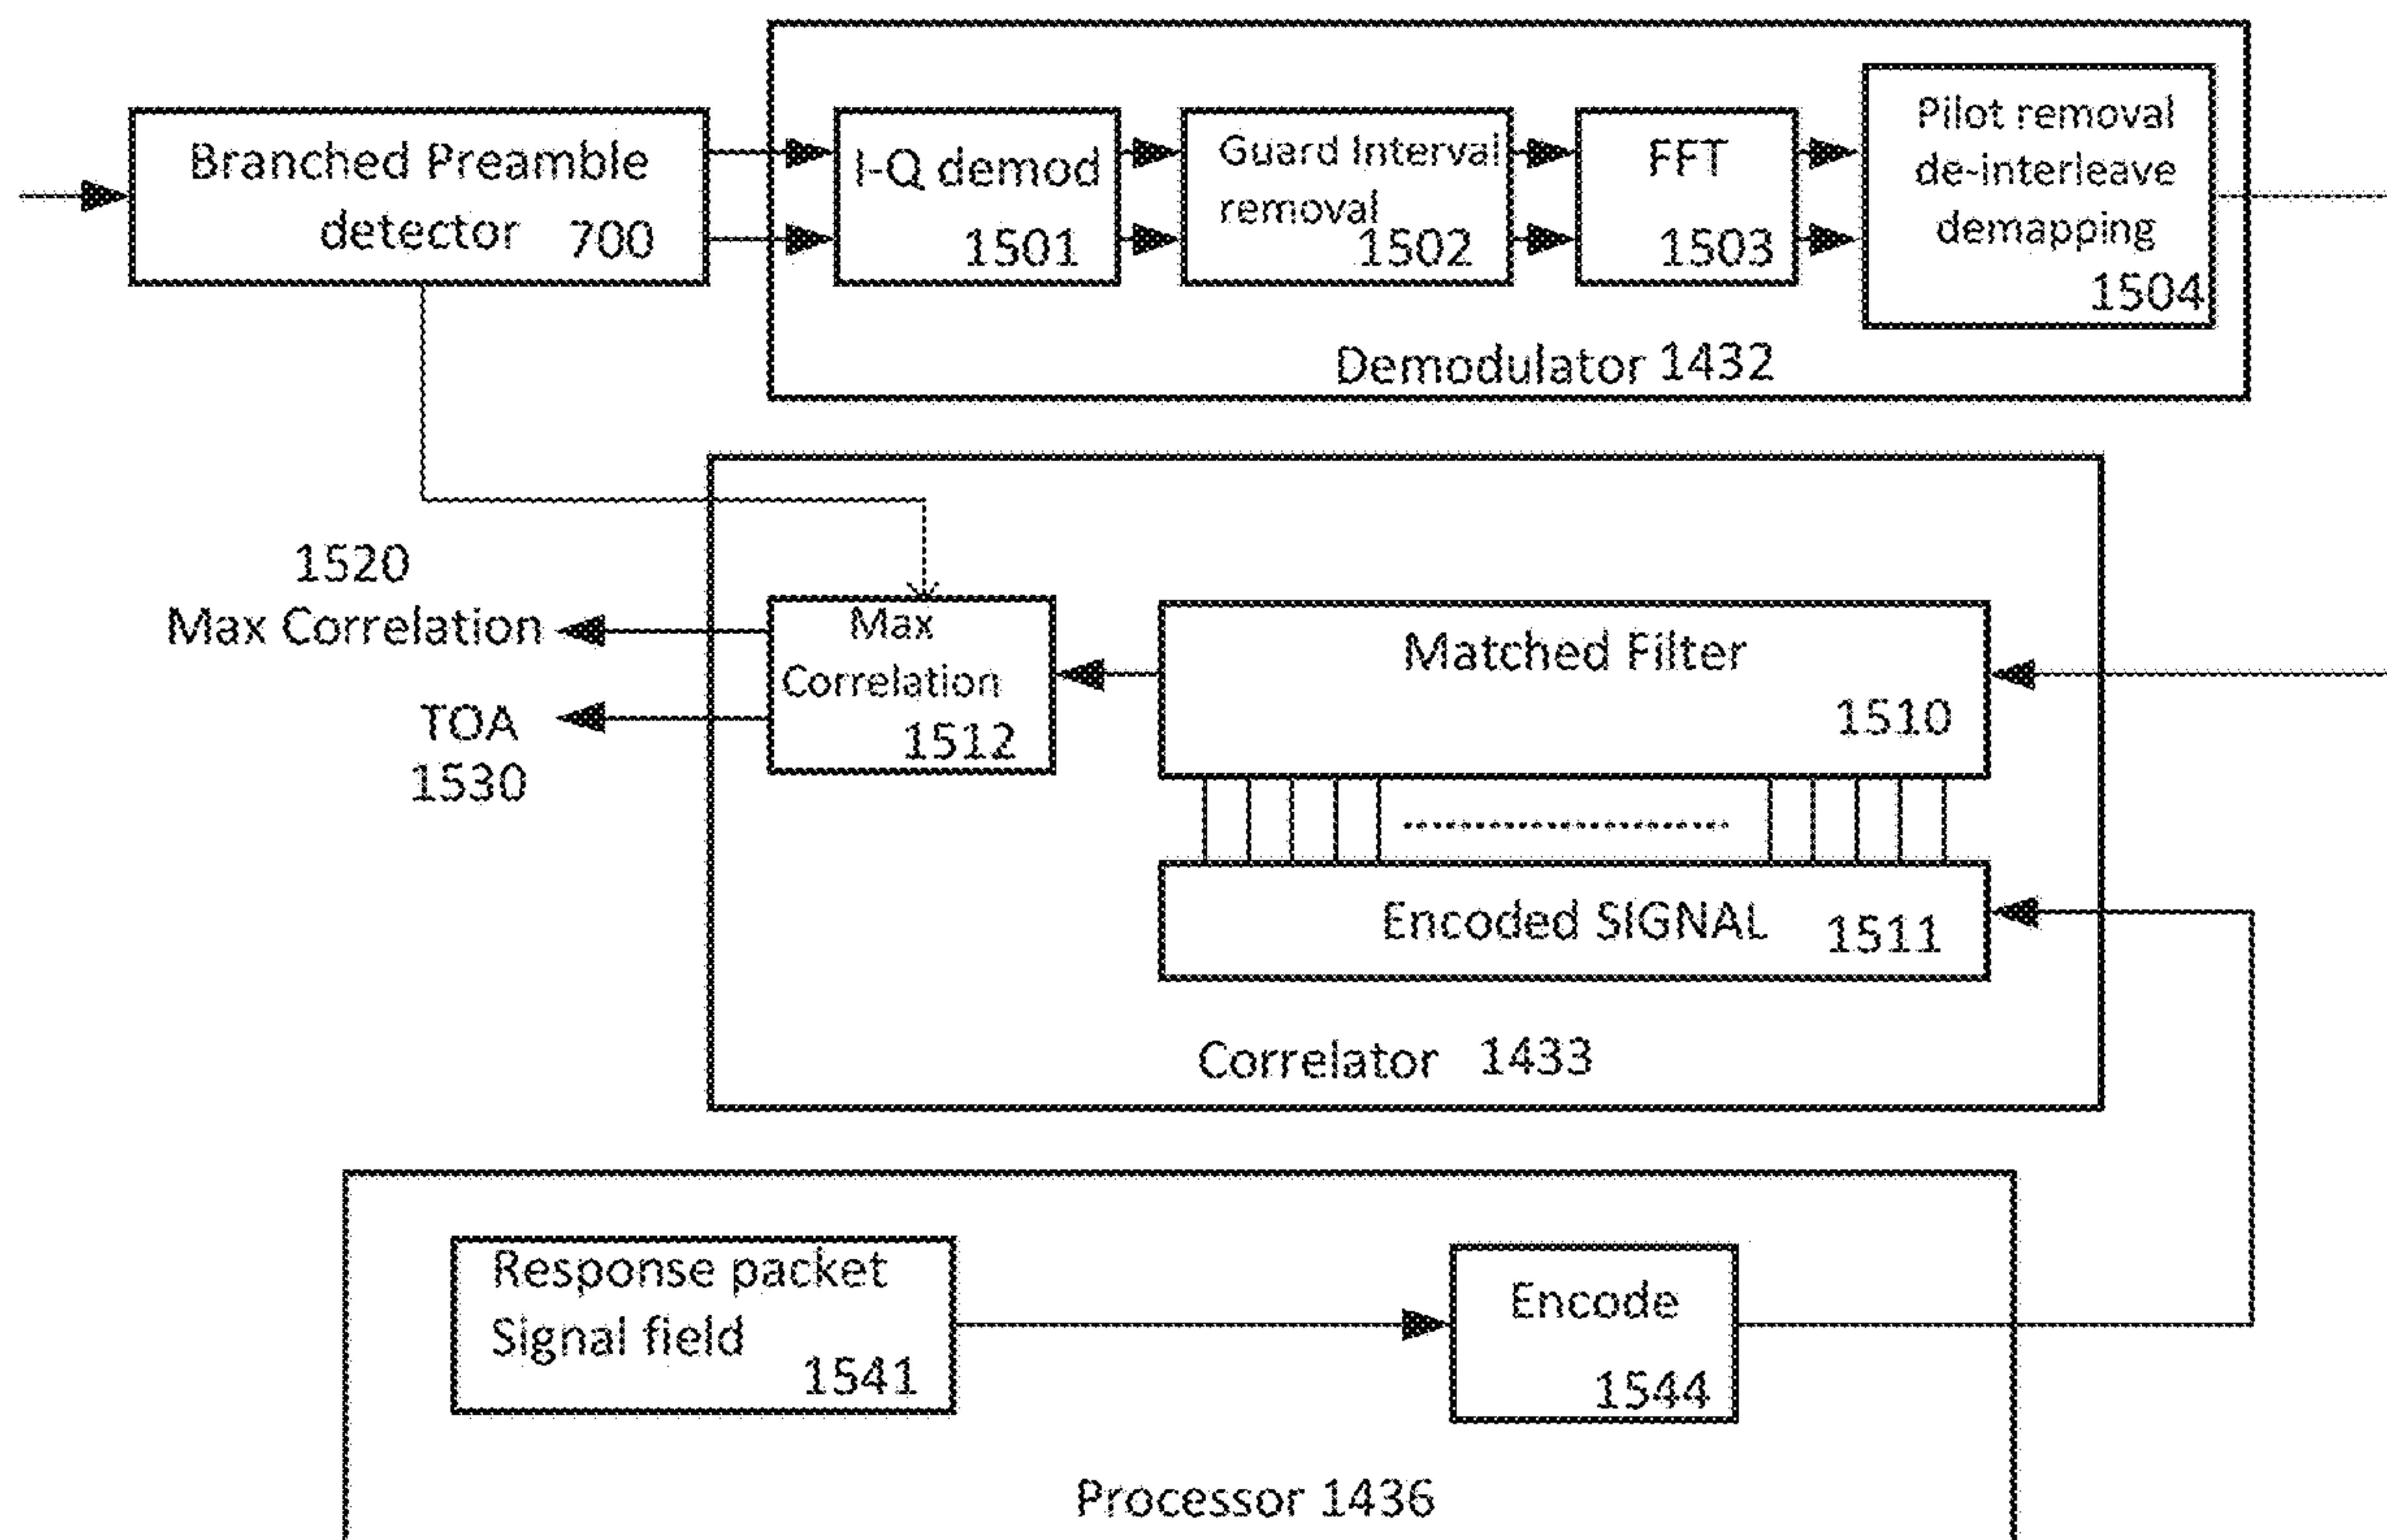 Branched Preamble
detector 700
I-Q demod
1501
Guard Interval
removal
1502
FFT
1503
Pilot removal
de-interleave
demapping
1504
Demodulator 1432
1520
Max Correlation
TOA
1530
Max
Correlation
1512
Matched Filter
1510
Encoded SIGNAL 1511
Correlator 1433
Response packet
Signal field
1541
Encode
1544
Processor 1436